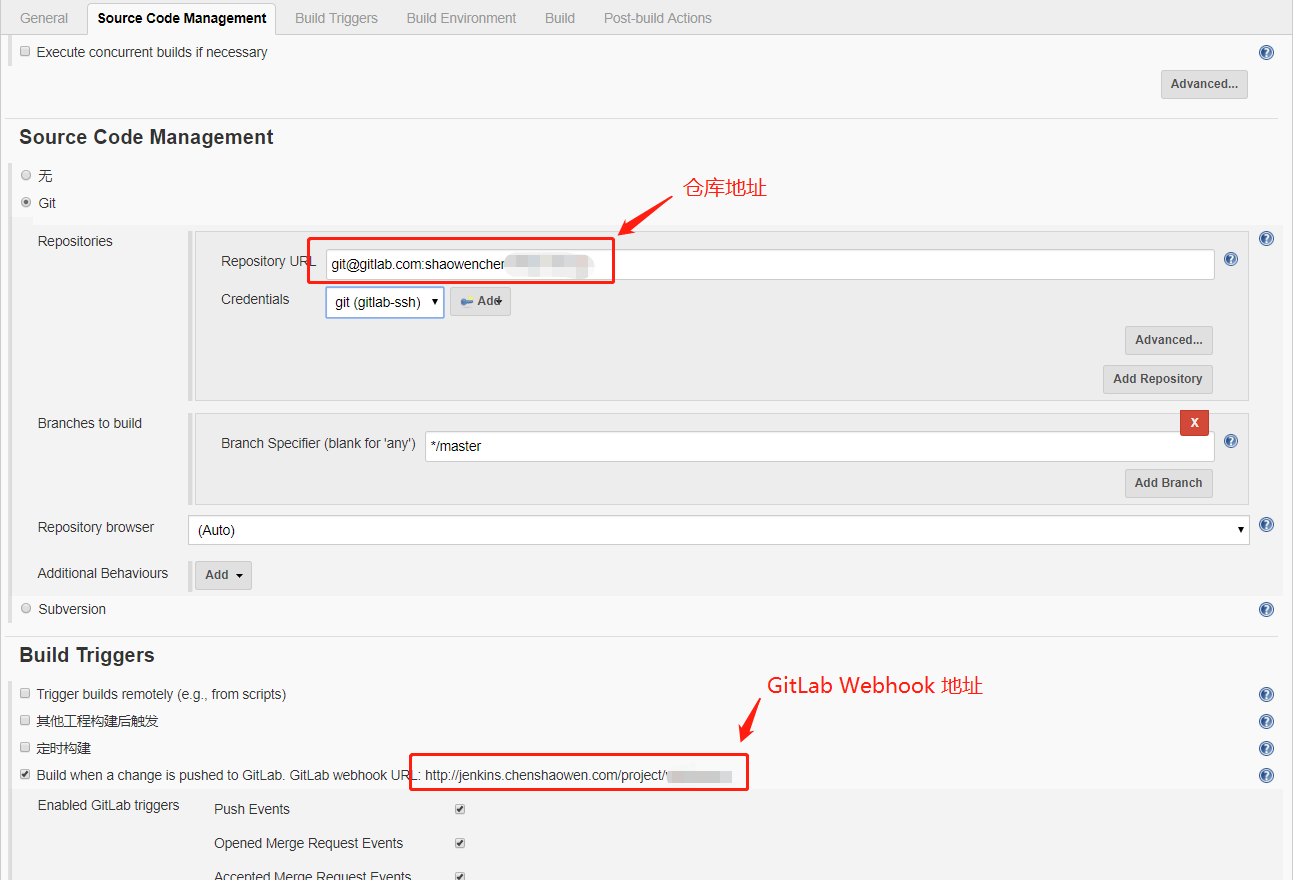 General Source Code Management Build Triggers Build Environment Build Post-build Actions
Execute concurrent builds if necessary
Advanced...
Source Code Management
无
仓库地址
Git
Repositories
Repository URL git@gitlab.com:shaowenchen
Credentials git (gitlab-ssh) Add
Advanced...
Add Repository
Branches to build
X
Branch Specifier (blank for 'any') */master
Add Branch
Repository browser (Auto)
Additional Behaviours Add
Subversion
Build Triggers
GitLab Webhook 地址
Trigger builds remotely (e.g., from scripts)
其他工程构建后触发
定时构建
Build when a change is pushed to GitLab. GitLab webhook URL: http://jenkins.chenshaowen.com/project/
Enabled GitLab triggers Push Events
Opened Merge Request Events
Accepted Merge Request Events